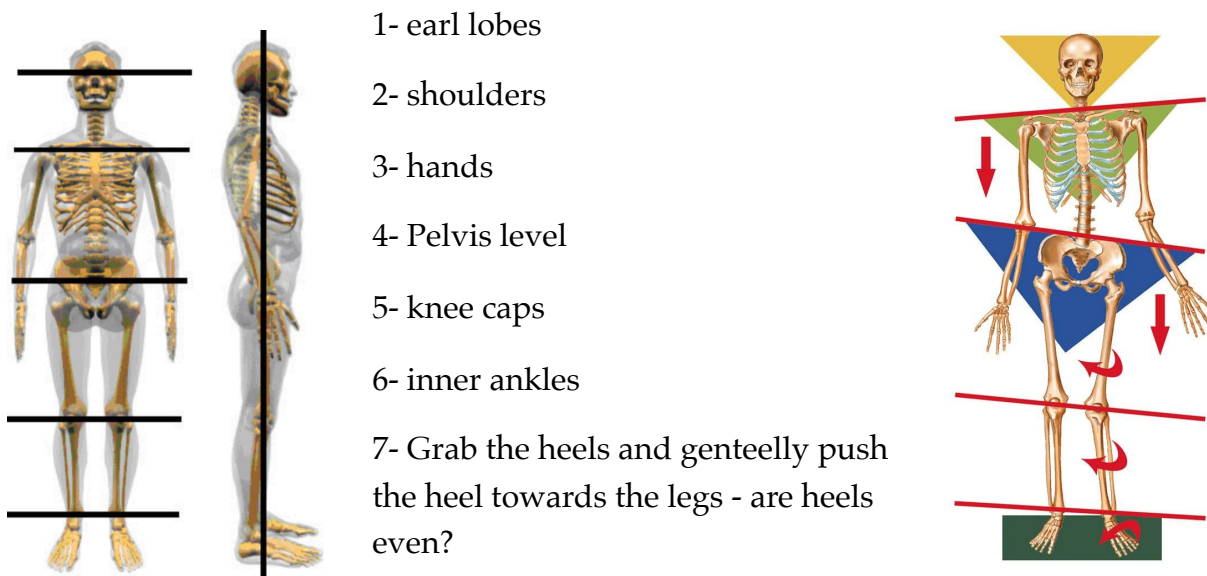 1- earl lobes
2- shoulders
3- hands
4- Pelvis level
5- knee caps
6- inner ankles
7- Grab the heels and genteelly push
the heel towards the legs - are heels
even?